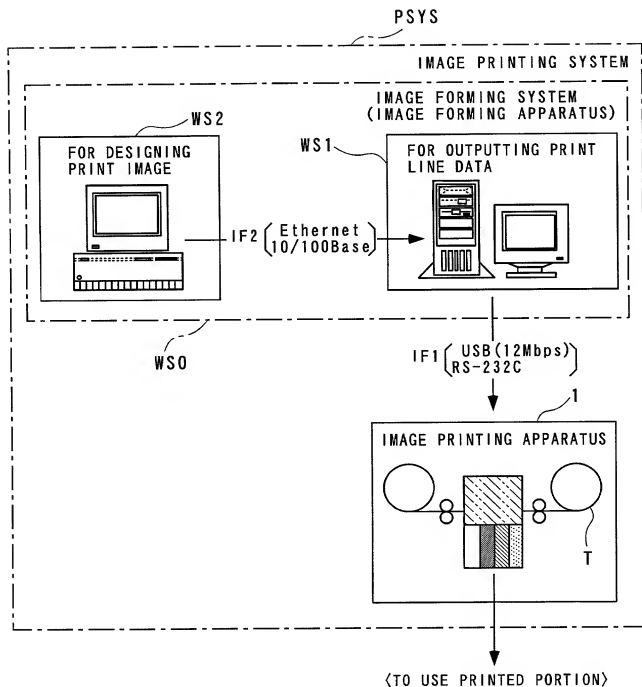 PSYS
IMAGE PRINTING SYSTEM
IMAGE FORMING SYSTEM
(IMAGE FORMING APPARATUS)
WS2
FOR DESIGNING
PRINT IMAGE
WS1
FOR OUTPUTTING PRINT
LINE DATA
IF2 (Ethernet
10/100Base)
WS0
IF1 (USB(12Mbps)
RS-232C)
1
IMAGE PRINTING APPARATUS
T
⟨TO USE PRINTED PORTION⟩